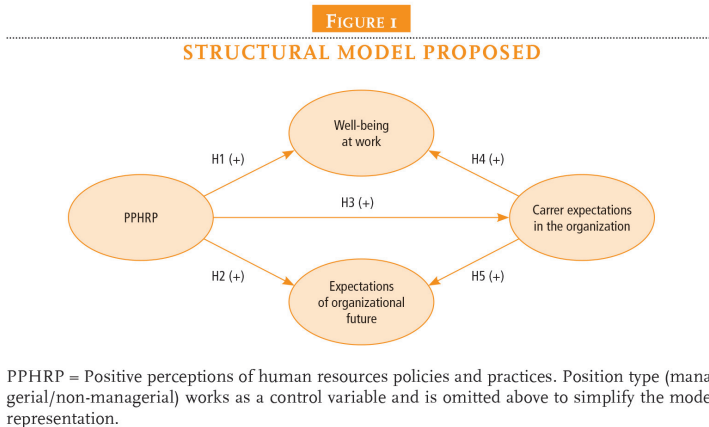 FIGURE 1
STRUCTURAL MODEL PROPOSED
Well-being
at work
H1 (+)
H4 (+)
H3 (+)
PPHRP
Carrer expectations
in the organization
H2 (+)
H5 (+)
Expectations
of organizational
future
PPHRP = Positive perceptions of human resources policies and practices. Position type (mana
gerial/non-managerial) works as a control variable and is omitted above to simplify the mode
representation.